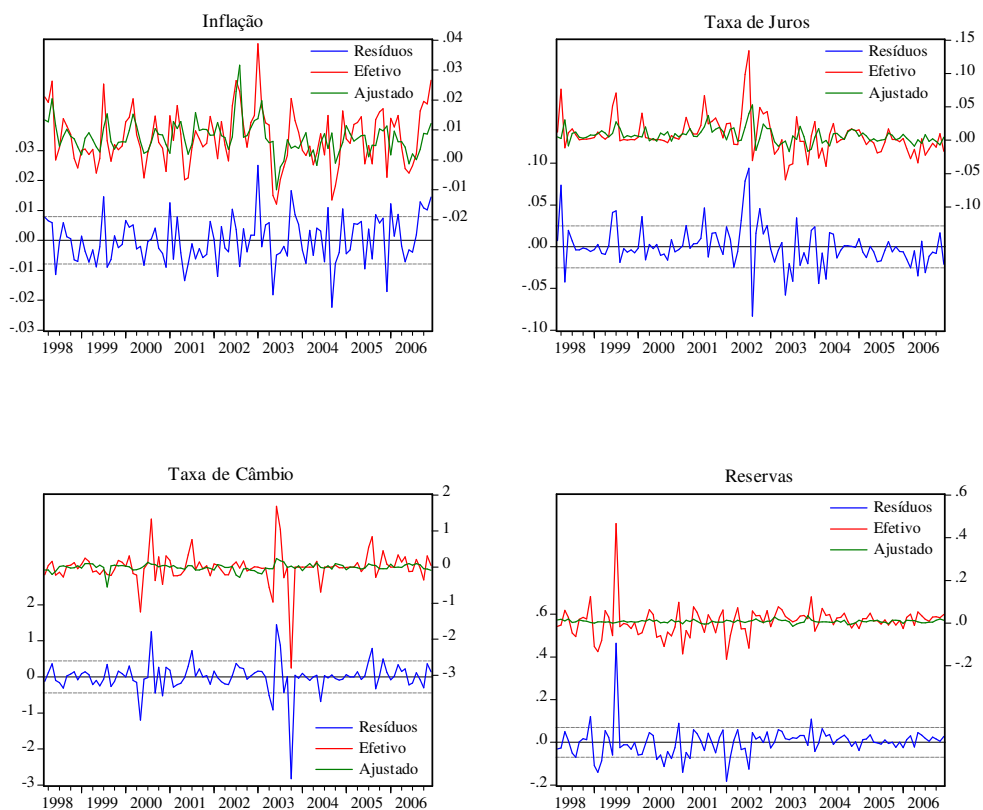 Inflação
.04
.03
.02
.01
.00
-.01
-.02
.03
.02
.01
.00
-.01
-.02
-.03
Resíduos
Efetivo
Ajustado
1998 1999 2000 2001 2002 2003 2004 2005 2006
Taxa de Juros
.15
.10
.05
.00
-.05
-.10
.10
.05
.00
-.05
-.10
Resíduos
Efetivo
Ajustado
1998 1999 2000 2001 2002 2003 2004 2005 2006
Taxa de Câmbio
2
1
0
-1
-2
-3
2
1
0
-1
-2
-3
Resíduos
Efetivo
Ajustado
1998 1999 2000 2001 2002 2003 2004 2005 2006
Reservas
.6
.4
.2
.0
-.2
.6
.4
.2
.0
-.2
Resíduos
Efetivo
Ajustado
1998 1999 2000 2001 2002 2003 2004 2005 2006